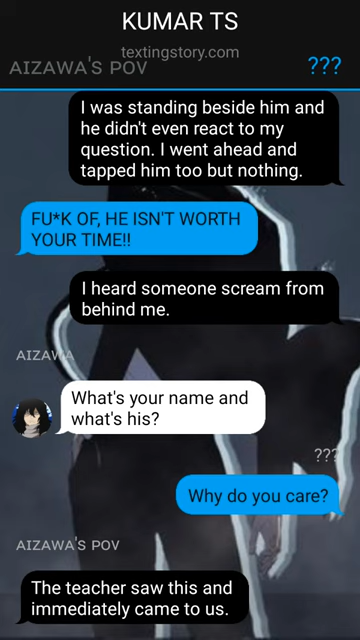 KUMAR TS
textingstory.com
AIZAWA'S POV
???
I was standing beside him and
he didn't even react to my
question. I went ahead and
tapped him too but nothing.
FU*K OF, HE ISN'T WORTH
YOUR TIME!!
I heard someone scream from
behind me.
AIZAWA
What's your name and
what's his?
???
Why do you care?
AIZAWA'S POV
The teacher saw this and
immediately came to us.